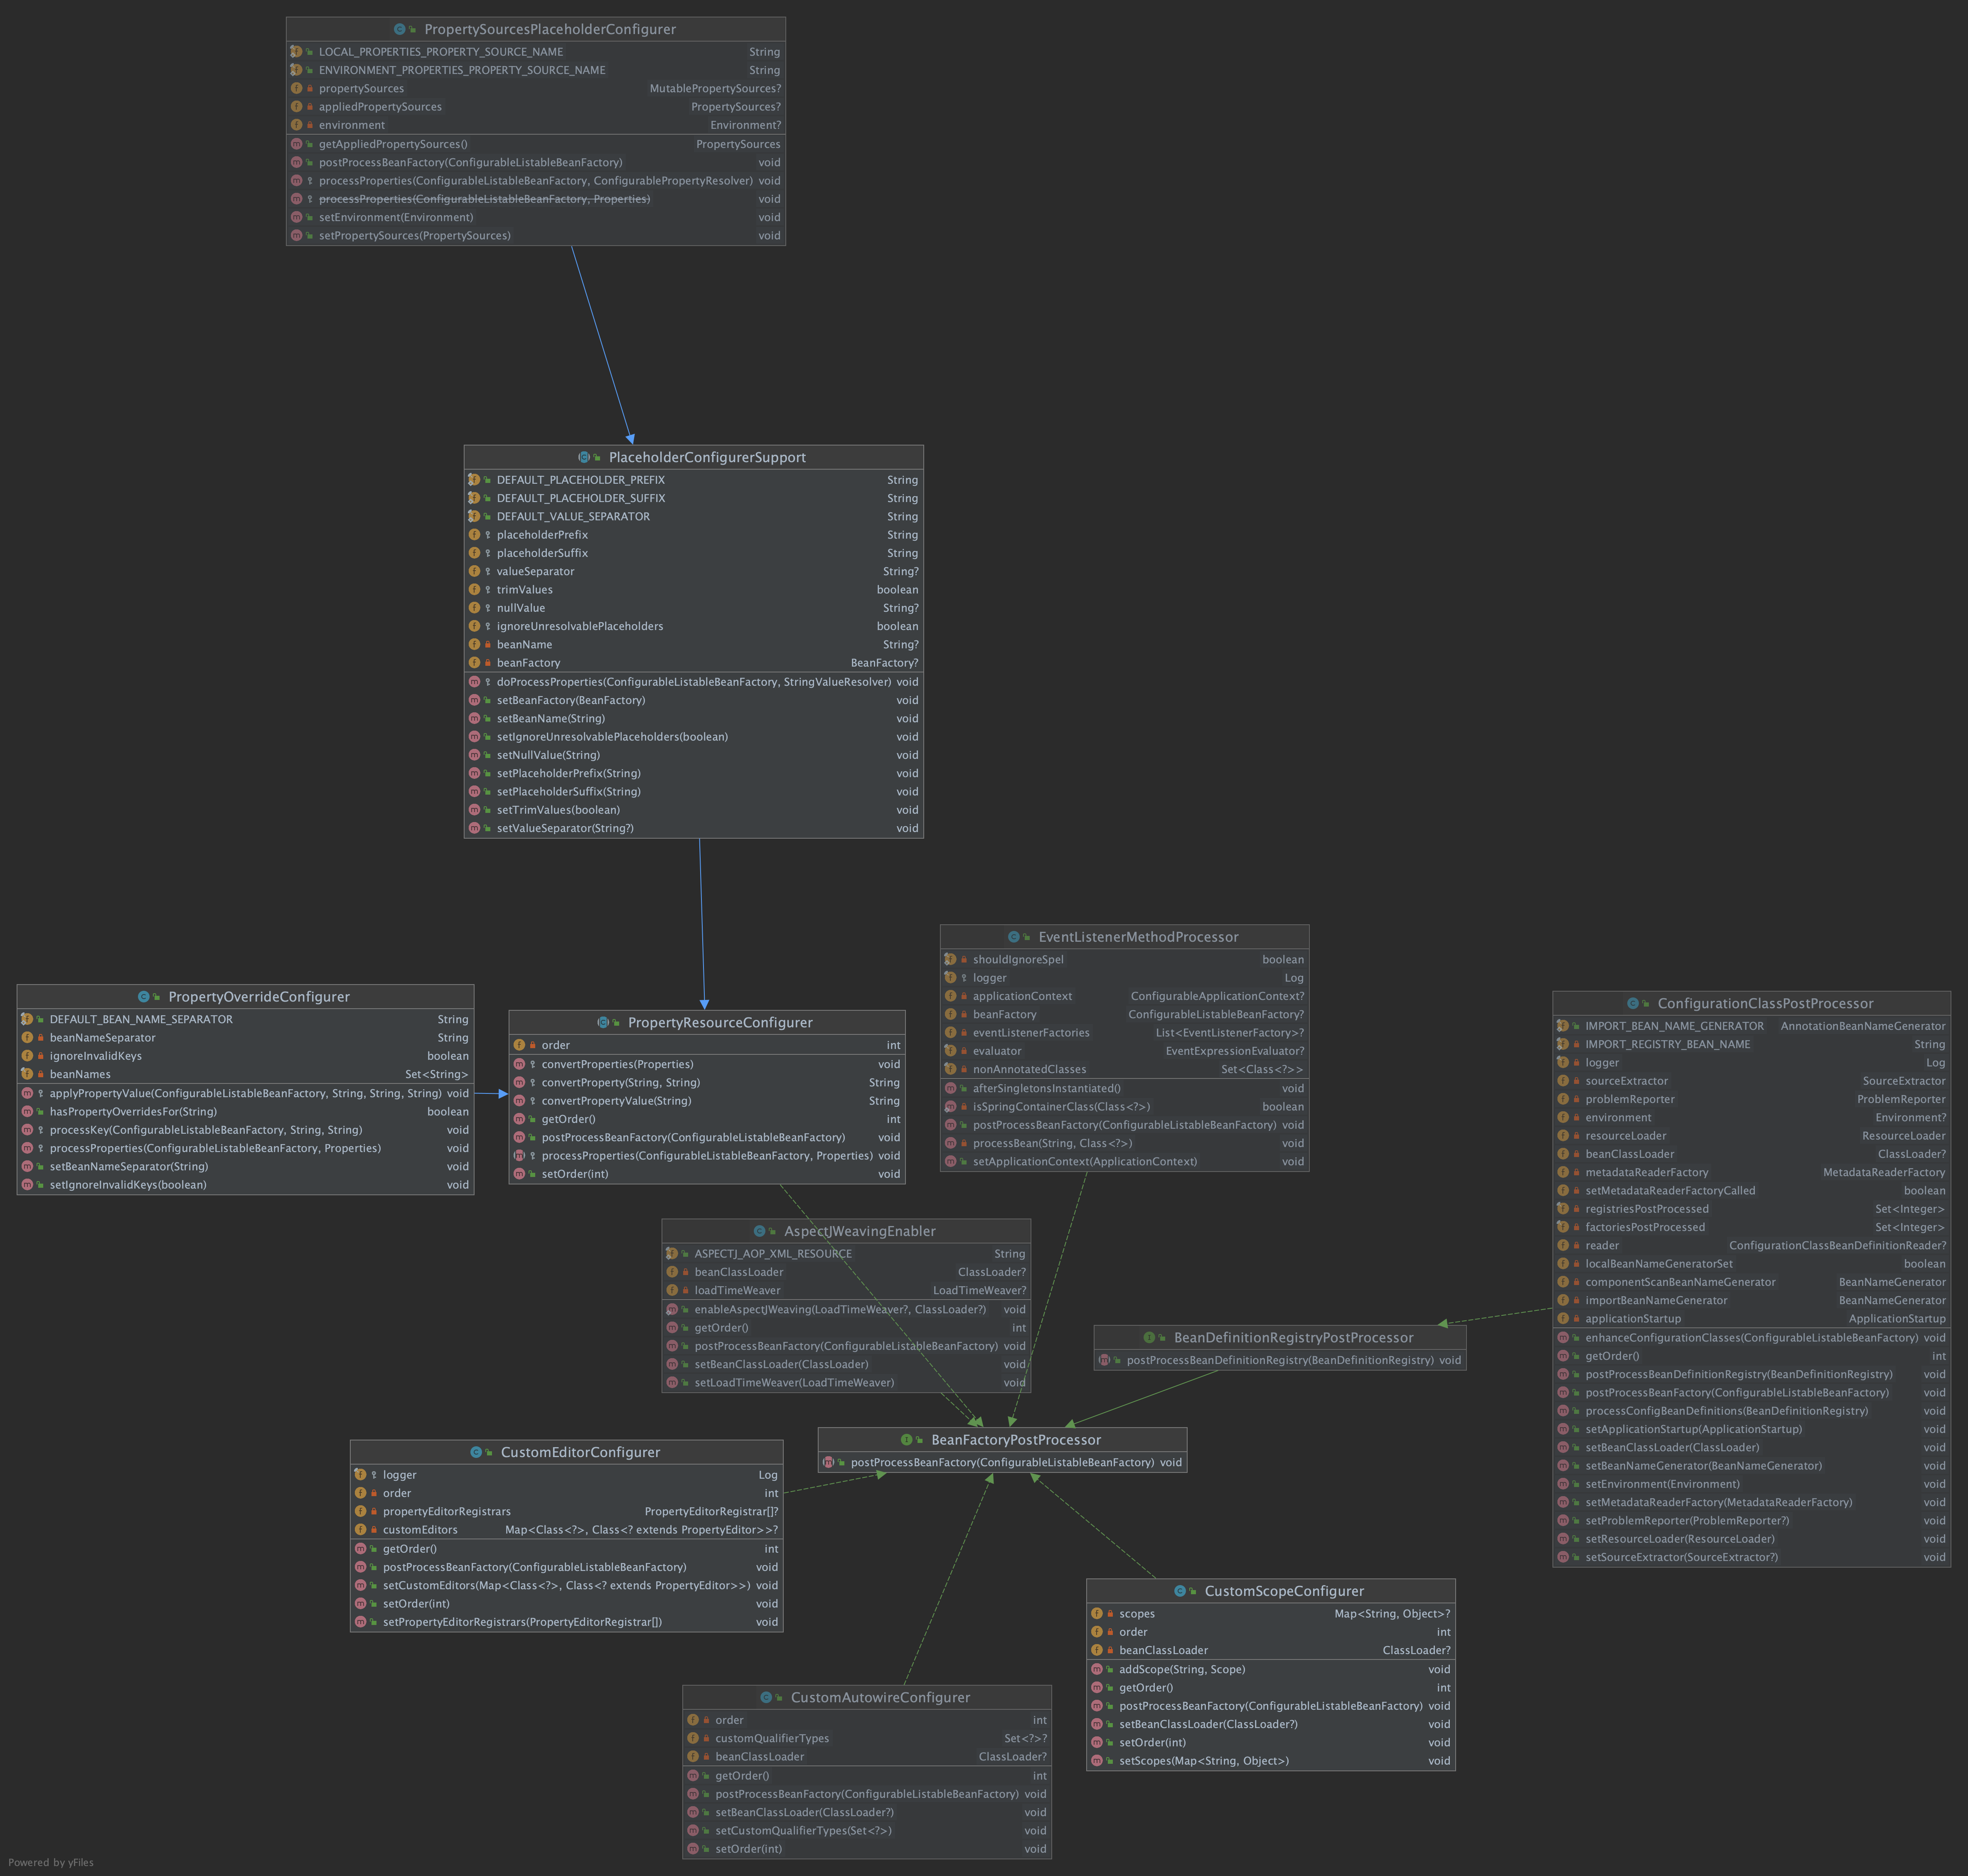 PropertySourcesPlaceholderConfigurer
LOCAL_PROPERTIES_PROPERTY_SOURCE_NAME String
ENVIRONMENT_PROPERTIES_PROPERTY_SOURCE_NAME String
propertySources MutablePropertySources?
appliedPropertySources PropertySources?
environment Environment?
getAppliedPropertySources() PropertySources
postProcessBeanFactory(ConfigurableListableBeanFactory) void
processProperties(ConfigurableListableBeanFactory, ConfigurablePropertyResolver) void
processProperties(ConfigurableListableBeanFactory, Properties) void
setEnvironment(Environment) void
setPropertySources(PropertySources) void
PlaceholderConfigurerSupport
DEFAULT_PLACEHOLDER_PREFIX String
DEFAULT_PLACEHOLDER_SUFFIX String
DEFAULT_VALUE_SEPARATOR String
placeholderPrefix String
placeholderSuffix String
valueSeparator String?
trimValues boolean
nullValue String?
ignoreUnresolvablePlaceholders boolean
beanName String?
beanFactory BeanFactory?
doProcessProperties(ConfigurableListableBeanFactory, StringValueResolver) void
setBeanFactory(BeanFactory) void
setBeanName(String) void
setIgnoreUnresolvablePlaceholders(boolean) void
setNullValue(String) void
setPlaceholderPrefix(String) void
setPlaceholderSuffix(String) void
setTrimValues(boolean) void
setValueSeparator(String?) void
PropertyOverrideConfigurer
DEFAULT_BEAN_NAME_SEPARATOR String
beanNameSeparator String
ignoreInvalidKeys boolean
beanNames Set<String>
applyPropertyValue(ConfigurableListableBeanFactory, String, String, String) void
hasPropertyOverridesFor(String) boolean
processKey(ConfigurableListableBeanFactory, String, String) void
processProperties(ConfigurableListableBeanFactory, Properties) void
setBeanNameSeparator(String) void
setIgnoreInvalidKeys(boolean) void
PropertyResourceConfigurer
order int
convertProperties(Properties) void
convertProperty(String, String) String
convertPropertyValue(String) String
getOrder() int
postProcessBeanFactory(ConfigurableListableBeanFactory) void
processProperties(ConfigurableListableBeanFactory, Properties) void
setOrder(int) void
EventListenerMethodProcessor
shouldIgnoreSpel boolean
logger Log
applicationContext ConfigurableApplicationContext?
beanFactory ConfigurableListableBeanFactory?
eventListenerFactories List<EventListenerFactory>?
evaluator EventExpressionEvaluator?
nonAnnotatedClasses Set<Class<?>>
afterSingletonsInstantiated() void
isSpringContainerClass(Class<?>) boolean
postProcessBeanFactory(ConfigurableListableBeanFactory) void
processBean(String, Class<?>) void
setApplicationContext(ApplicationContext) void
ConfigurationClassPostProcessor
IMPORT_BEAN_NAME_GENERATOR AnnotationBeanNameGenerator
IMPORT_REGISTRY_BEAN_NAME String
logger Log
sourceExtractor SourceExtractor
problemReporter ProblemReporter
environment Environment?
resourceLoader ResourceLoader
beanClassLoader ClassLoader?
metadataReaderFactory MetadataReaderFactory
setMetadataReaderFactoryCalled boolean
registriesPostProcessed Set<Integer>
factoriesPostProcessed Set<Integer>
reader ConfigurationClassBeanDefinitionReader?
localBeanNameGeneratorSet boolean
componentScanBeanNameGenerator BeanNameGenerator
importBeanNameGenerator BeanNameGenerator
applicationStartup ApplicationStartup
enhanceConfigurationClasses(ConfigurableListableBeanFactory) void
getOrder() int
postProcessBeanDefinitionRegistry(BeanDefinitionRegistry) void
postProcessBeanFactory(ConfigurableListableBeanFactory) void
processConfigBeanDefinitions(BeanDefinitionRegistry) void
setApplicationStartup(ApplicationStartup) void
setBeanClassLoader(ClassLoader) void
setBeanNameGenerator(BeanNameGenerator) void
setEnvironment(Environment) void
setMetadataReaderFactory(MetadataReaderFactory) void
setProblemReporter(ProblemReporter?) void
setResourceLoader(ResourceLoader) void
setSourceExtractor(SourceExtractor?) void
AspectJWeavingEnabler
ASPECTJ_AOP_XML_RESOURCE String
beanClassLoader ClassLoader?
loadTimeWeaver LoadTimeWeaver?
enableAspectJWeaving(LoadTimeWeaver?, ClassLoader?) void
getOrder() int
postProcessBeanFactory(ConfigurableListableBeanFactory) void
setBeanClassLoader(ClassLoader) void
setLoadTimeWeaver(LoadTimeWeaver) void
BeanDefinitionRegistryPostProcessor
postProcessBeanDefinitionRegistry(BeanDefinitionRegistry) void
BeanFactoryPostProcessor
postProcessBeanFactory(ConfigurableListableBeanFactory) void
CustomEditorConfigurer
logger Log
order int
propertyEditorRegistrars PropertyEditorRegistrar[]?
customEditors Map<Class<?>, Class<? extends PropertyEditor>>?
getOrder() int
postProcessBeanFactory(ConfigurableListableBeanFactory) void
setCustomEditors(Map<Class<?>, Class<? extends PropertyEditor>>) void
setOrder(int) void
setPropertyEditorRegistrars(PropertyEditorRegistrar[]) void
CustomScopeConfigurer
scopes Map<String, Object>?
order int
beanClassLoader ClassLoader?
addScope(String, Scope) void
getOrder() int
postProcessBeanFactory(ConfigurableListableBeanFactory) void
setBeanClassLoader(ClassLoader?) void
setOrder(int) void
setScopes(Map<String, Object>) void
CustomAutowireConfigurer
order int
customQualifierTypes Set<?>?
beanClassLoader ClassLoader?
getOrder() int
postProcessBeanFactory(ConfigurableListableBeanFactory) void
setBeanClassLoader(ClassLoader?) void
setCustomQualifierTypes(Set<?>) void
setOrder(int) void
Powered by yFiles